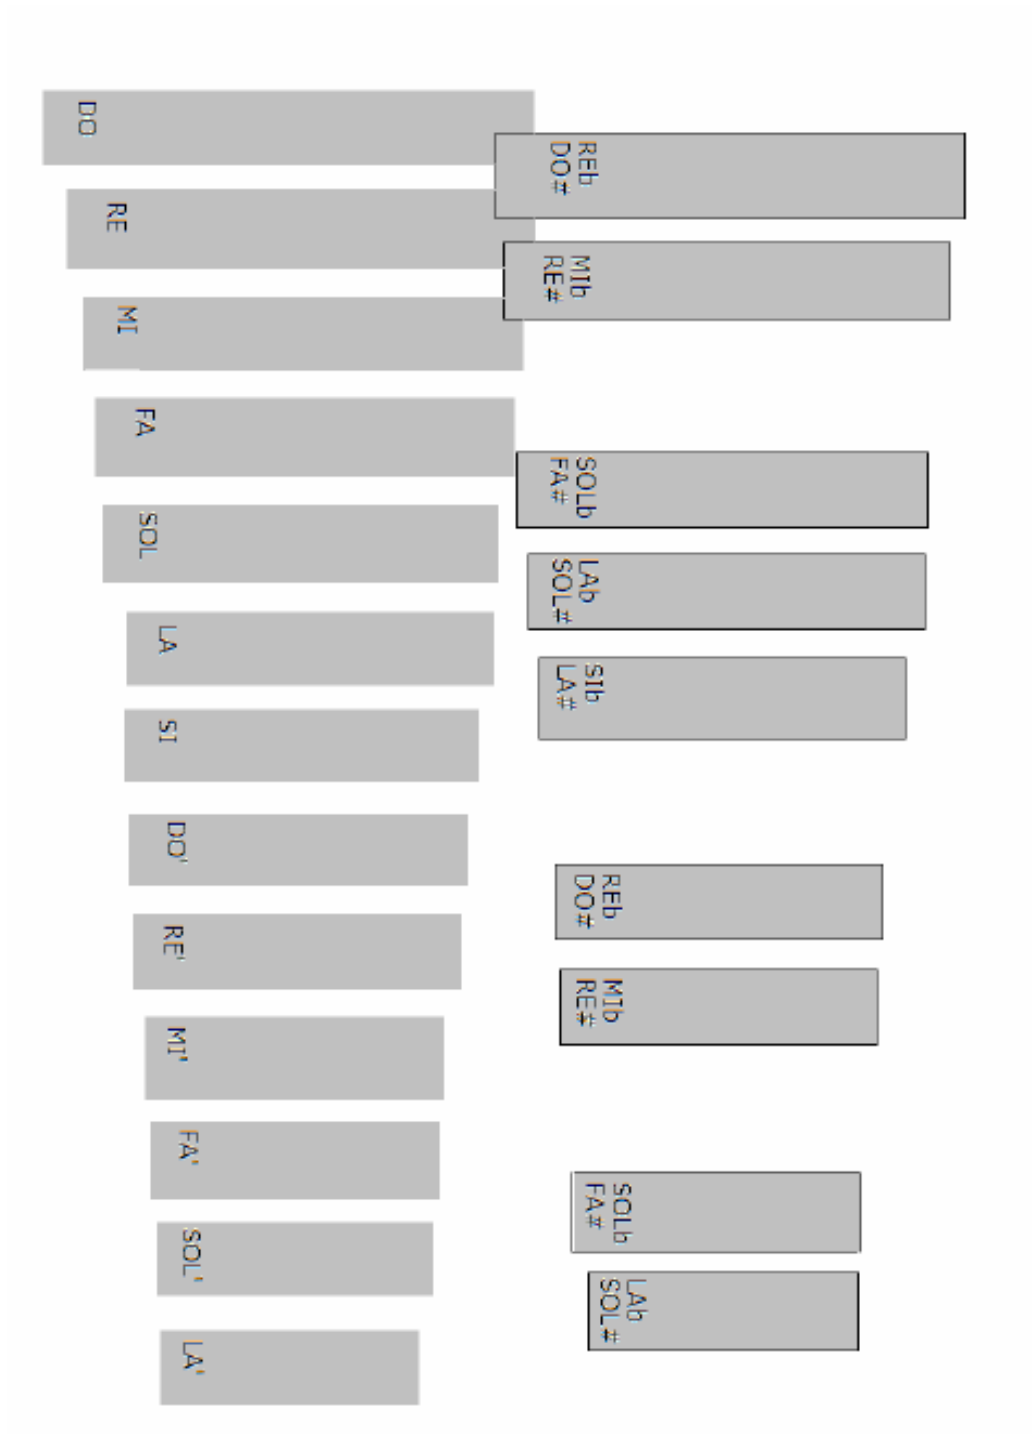 DO
REb
DO#
RE
MIb
RE#
MI
FA
SOLb
FA#
SOL
LAb
SOL#
LA
SIb
LA#
SI
DO'
REb
DO#
RE'
MIb
RE#
MI'
FA'
SOLb
FA#
SOL'
LAb
SOL#
LA'